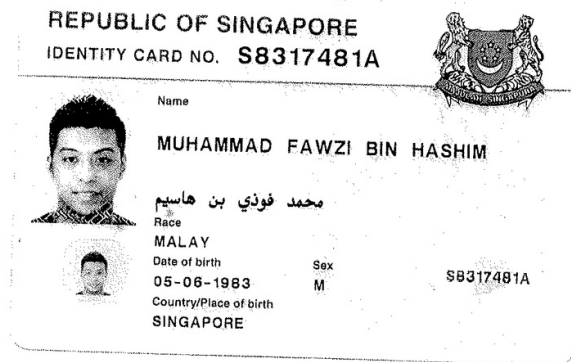 REPUBLIC OF SINGAPORE
IDENTITY CARD NO. S8317481A
Name
MUHAMMAD FAWZI BIN HASHIM
محمد فوذي بن هاسيم
Race
MALAY
Date of birth
Sex
05-06-1983
M
S8317481A
Country/Place of birth
SINGAPORE